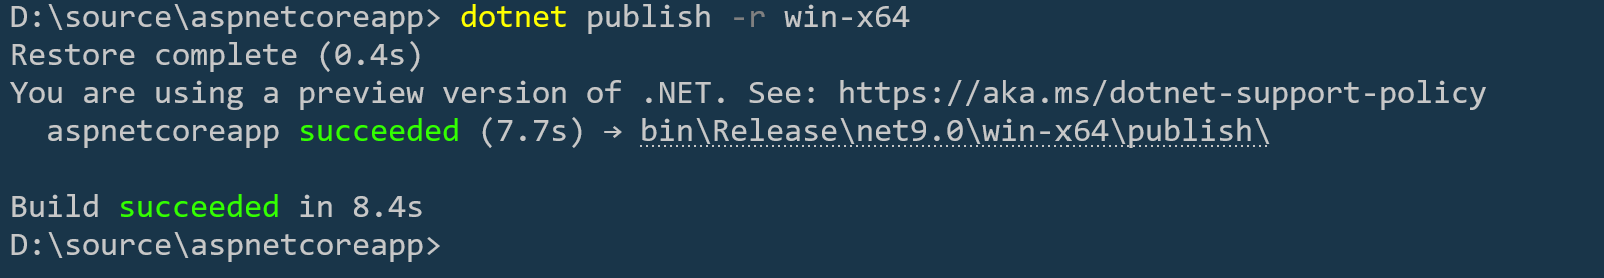 D:\source\aspnetcoreapp> dotnet publish -r win-x64
Restore complete (0.4s)
You are using a preview version of .NET. See: https://aka.ms/dotnet-support-policy
  aspnetcoreapp succeeded (7.7s) → bin\Release\net9.0\win-x64\publish\

Build succeeded in 8.4s
D:\source\aspnetcoreapp>